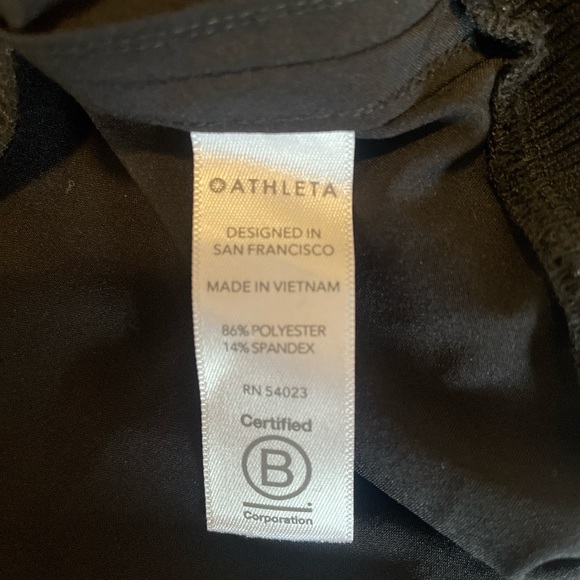 ATHLETA
DESIGNED IN
SAN FRANCISCO
MADE IN VIETNAM
86% POLYESTER
14% SPANDEX
RN 54023
Certified
B
Corporation